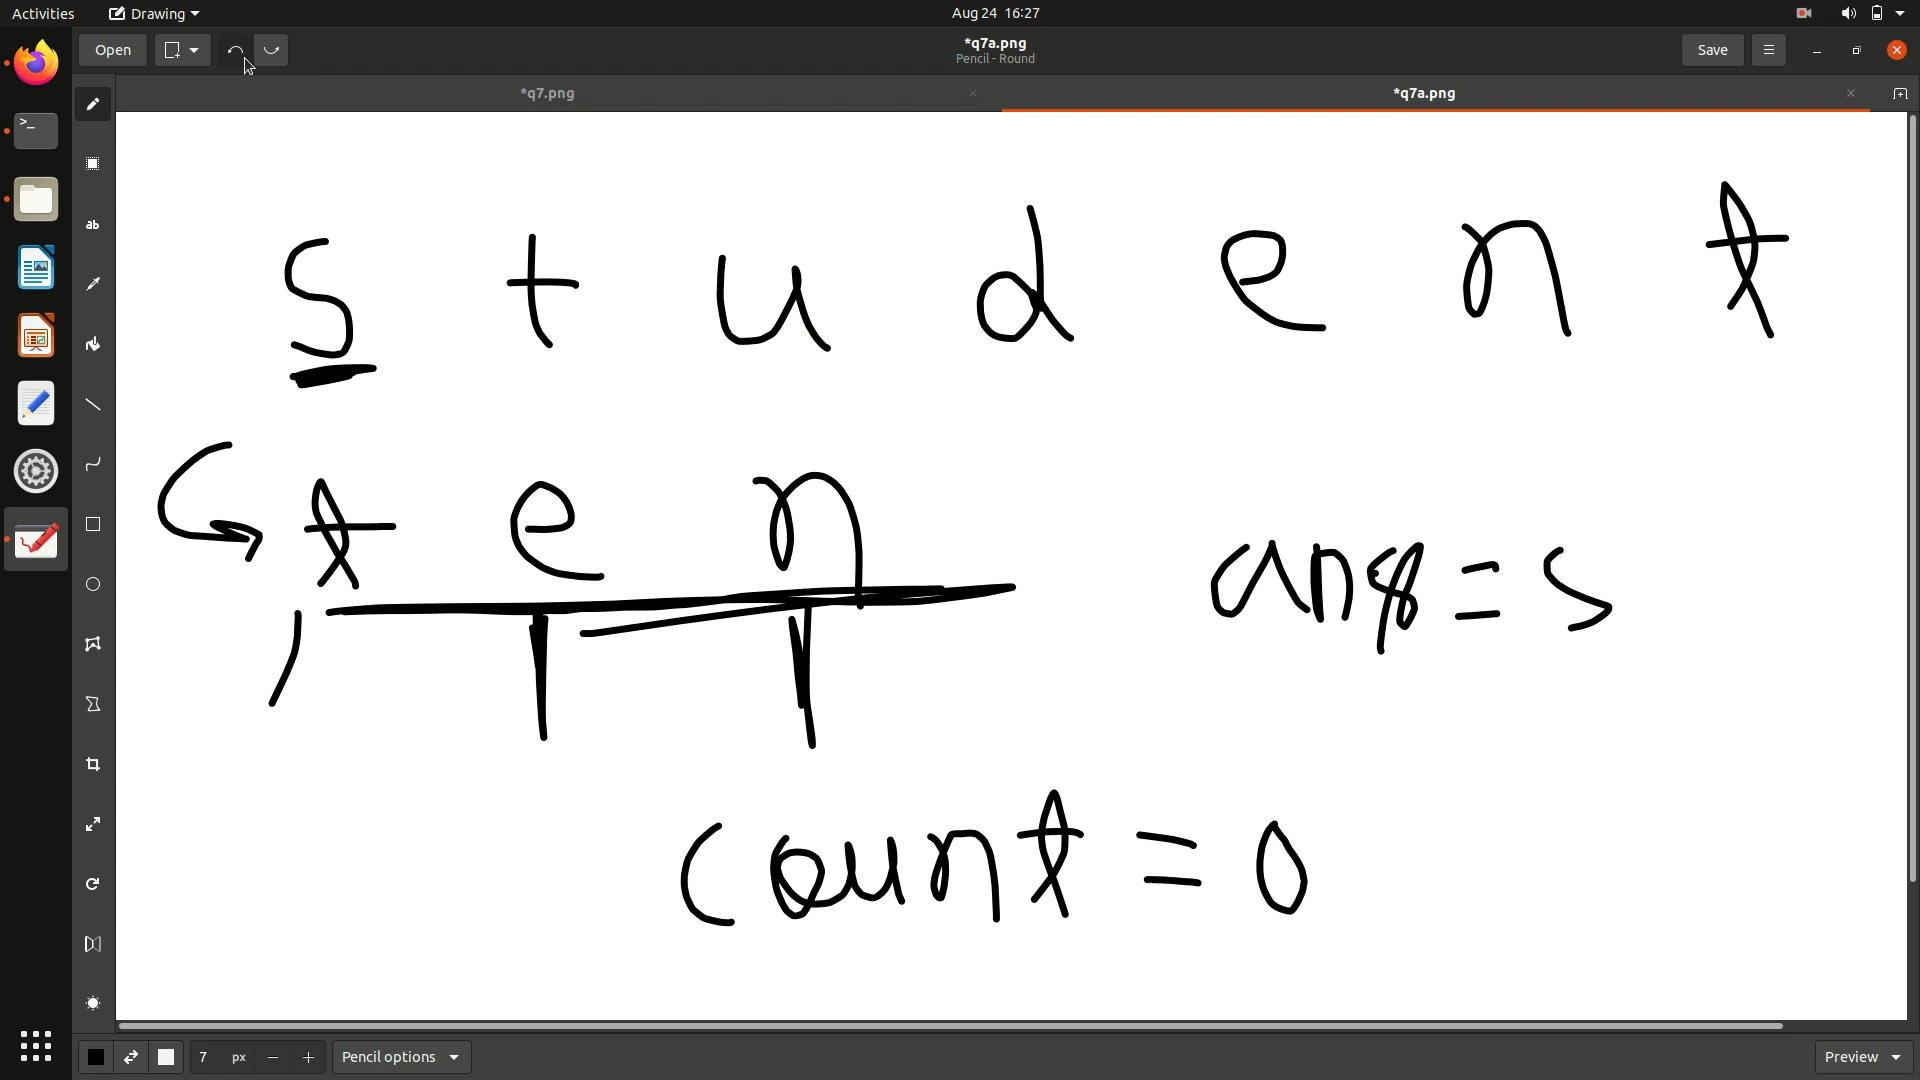 Activities Drawing Aug 24 16:27
Open *q7a.png Save
Pencil - Round
*q7.png *q7a.png
ab
s t u d e n t
t e n
ans = s
count = 0
7 px − + Pencil options Preview